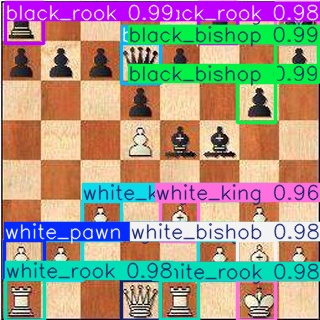 black_rook 0.99 ck_rook 0.98
black_bishop 0.99
black_bishop 0.99
white_k white_king 0.96
white_pawn white_bishob 0.98
white_rook 0.98 ite_rook 0.98